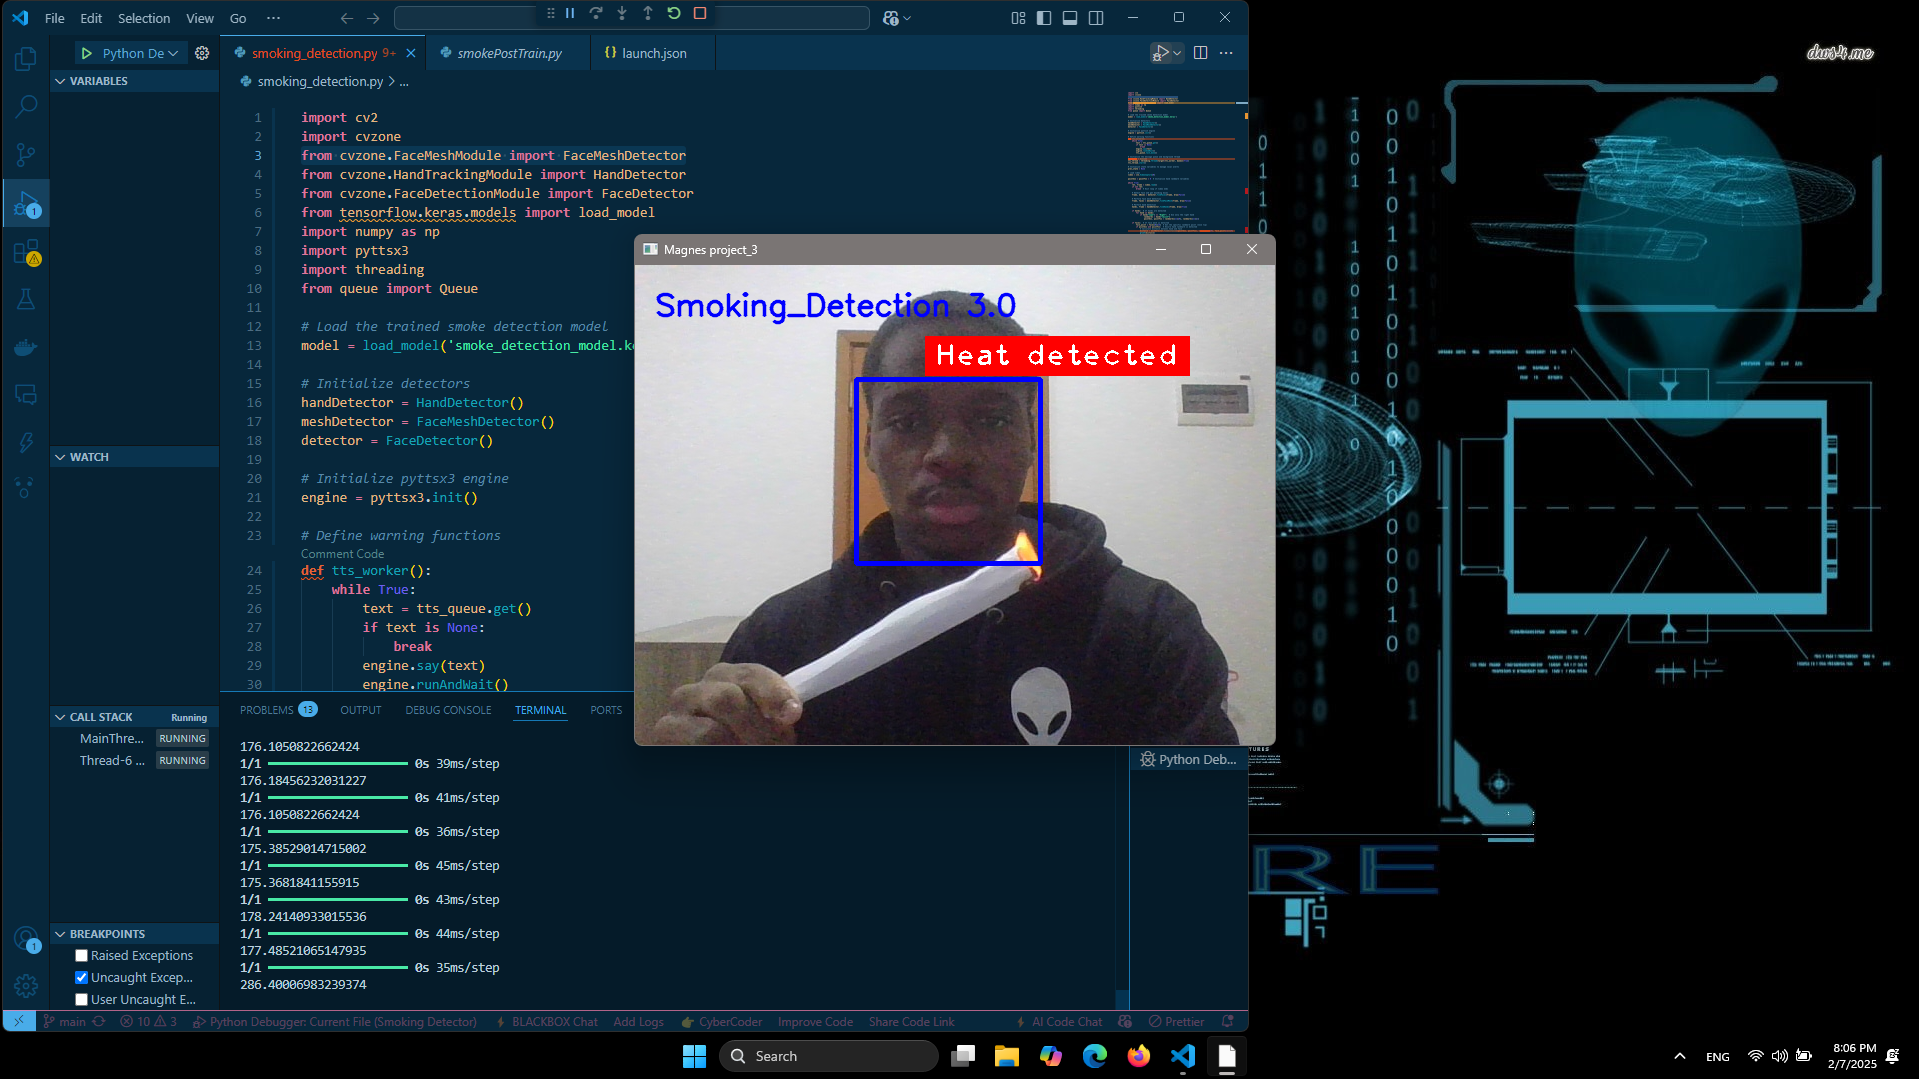 File Edit Selection View Go ...
Python De
smoking_detection.py 9+
smokePostTrain.py
launch.json
VARIABLES
smoking_detection.py > ...
1 import cv2
2 import cvzone
3 from cvzone.FaceMeshModule import FaceMeshDetector
4 from cvzone.HandTrackingModule import HandDetector
5 from cvzone.FaceDetectionModule import FaceDetector
6 from tensorflow.keras.models import load_model
7 import numpy as np
8 import pyttsx3
9 import threading
10 from queue import Queue
11
12 # Load the trained smoke detection model
13 model = load_model('smoke_detection_model.ke
14
15 # Initialize detectors
16 handDetector = HandDetector()
17 meshDetector = FaceMeshDetector()
18 detector = FaceDetector()
19
20 # Initialize pyttsx3 engine
21 engine = pyttsx3.init()
22
23 # Define warning functions
Comment Code
24 def tts_worker():
25 while True:
26 text = tts_queue.get()
27 if text is None:
28 break
29 engine.say(text)
30 engine.runAndWait()
Magnes project_3
Smoking_Detection 3.0
Heat detected
WATCH
CALL STACK Running
MainThre... RUNNING
Thread-6 ... RUNNING
BREAKPOINTS
Raised Exceptions
Uncaught Excep...
User Uncaught E...
PROBLEMS 13 OUTPUT DEBUG CONSOLE TERMINAL PORTS
176.1050822662424
1/1 0s 39ms/step
176.18456232031227
1/1 0s 41ms/step
176.1050822662424
1/1 0s 36ms/step
175.38529014715002
1/1 0s 45ms/step
175.3681841155915
1/1 0s 43ms/step
178.24140933015536
1/1 0s 44ms/step
177.48521065147935
1/1 0s 35ms/step
286.40006983239374
Python Deb...
main 10 3 Python Debugger: Current File (Smoking Detector) BLACKBOX Chat Add Logs CyberCoder Improve Code Share Code Link AI Code Chat Prettier
dws4.me
RE
Search
ENG
8:06 PM
2/7/2025